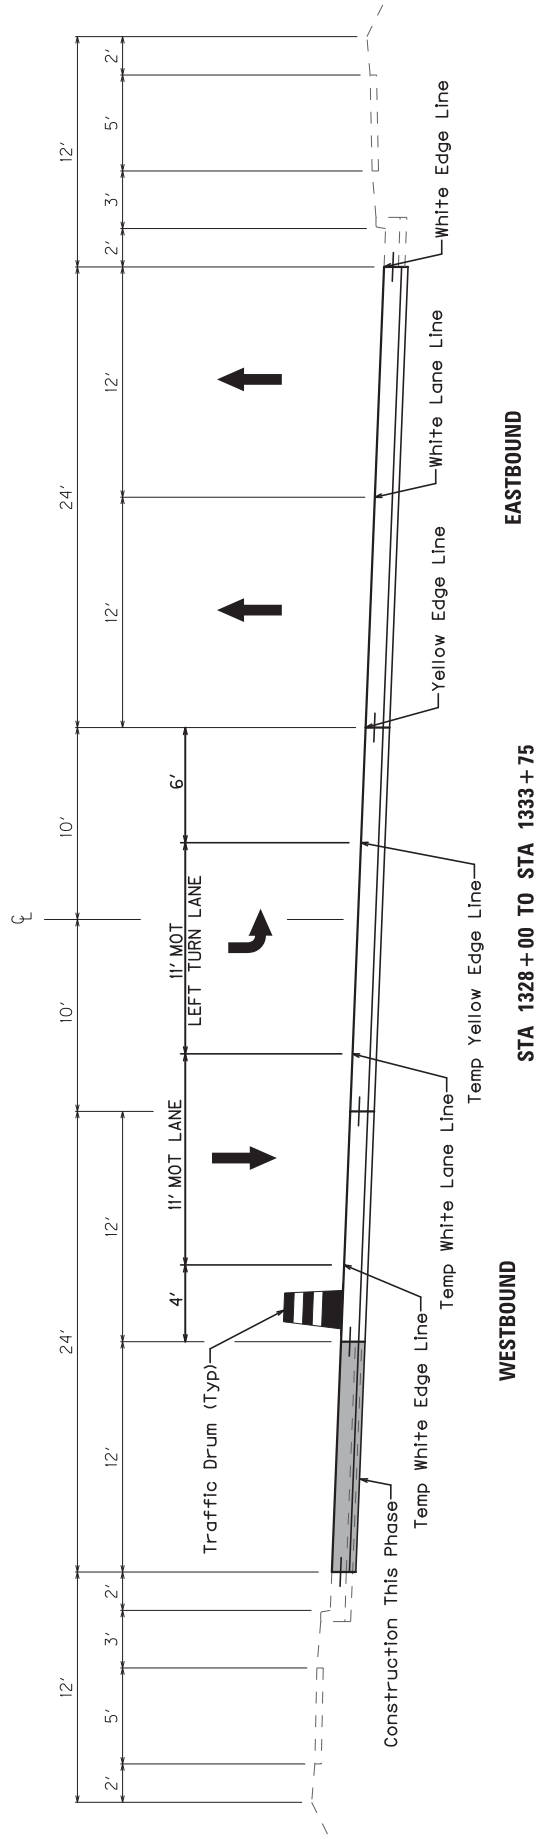 ℄
12'
24'
10'
10'
24'
12'
2'
3'
5'
2'
12'
12'
12'
12'
2'
3'
5'
2'
4'
11' MOT LANE
11' MOT
LEFT TURN LANE
6'
Traffic Drum (Typ)
Construction This Phase
Temp White Edge Line
Temp White Lane Line
Temp Yellow Edge Line
Yellow Edge Line
White Lane Line
White Edge Line
WESTBOUND
EASTBOUND
STA 1328+00 TO STA 1333+75